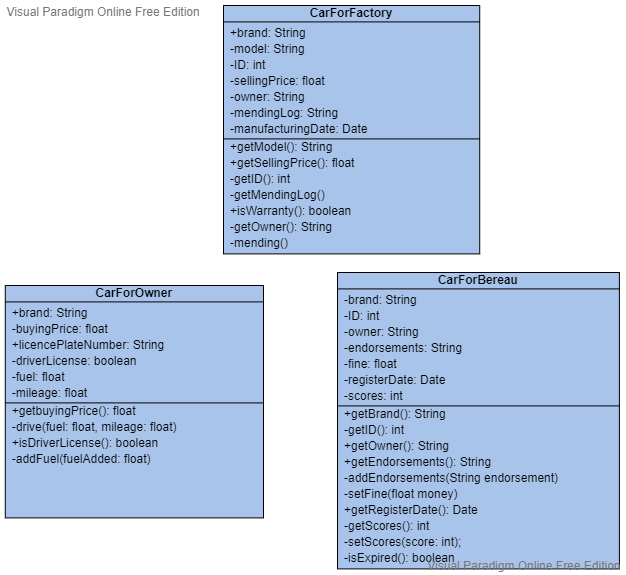 Visual Paradigm Online Free Edition
CarForFactory
+brand: String
-model: String
-ID: int
-sellingPrice: float
-owner: String
-mendingLog: String
-manufacturingDate: Date
+getModel(): String
+getSellingPrice(): float
-getID(): int
-getMendingLog()
+isWarranty(): boolean
-getOwner(): String
-mending()
CarForOwner
+brand: String
-buyingPrice: float
+licencePlateNumber: String
-driverLicense: boolean
-fuel: float
-mileage: float
+getbuyingPrice(): float
-drive(fuel: float, mileage: float)
+isDriverLicense(): boolean
-addFuel(fuelAdded: float)
CarForBereau
-brand: String
-ID: int
-owner: String
-endorsements: String
-fine: float
-registerDate: Date
-scores: int
+getBrand(): String
-getID(): int
+getOwner(): String
+getEndorsements(): String
-addEndorsements(String endorsement)
-setFine(float money)
+getRegisterDate(): Date
-getScores(): int
-setScores(score: int);
-isExpired(): boolean
Visual Paradigm Online Free Edition